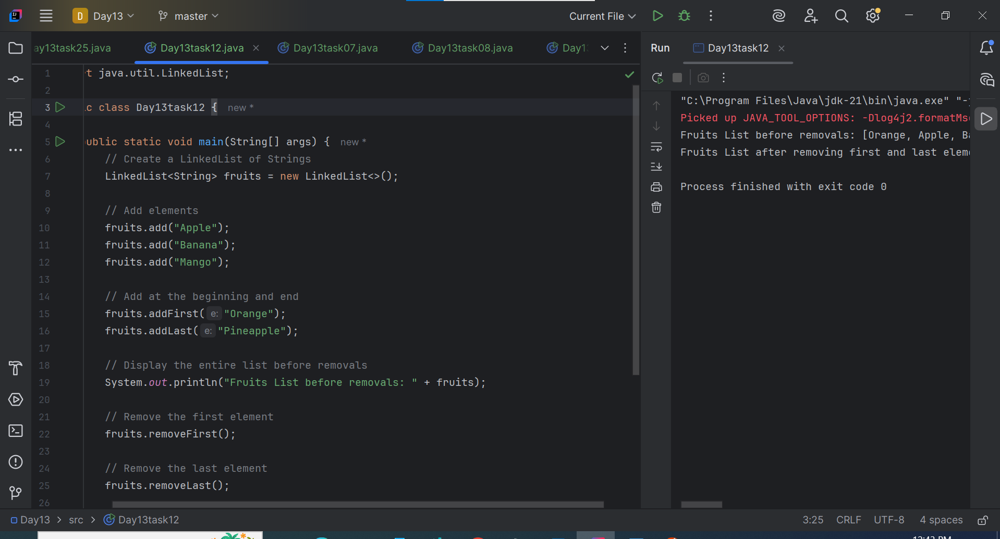 D Day13 master Current File
ay13task25.java Day13task12.java Day13task07.java Day13task08.java Day13
1 t java.util.LinkedList;
2
3 c class Day13task12 { new *
4
5 ublic static void main(String[] args) { new *
6 // Create a LinkedList of Strings
7 LinkedList<String> fruits = new LinkedList<>();
8
9 // Add elements
10 fruits.add("Apple");
11 fruits.add("Banana");
12 fruits.add("Mango");
13
14 // Add at the beginning and end
15 fruits.addFirst( e: "Orange");
16 fruits.addLast( e: "Pineapple");
17
18 // Display the entire list before removals
19 System.out.println("Fruits List before removals: " + fruits);
20
21 // Remove the first element
22 fruits.removeFirst();
23
24 // Remove the last element
25 fruits.removeLast();
26
Run Day13task12
"C:\Program Files\Java\jdk-21\bin\java.exe" "-
Picked up JAVA_TOOL_OPTIONS: -Dlog4j2.formatMs
Fruits List before removals: [Orange, Apple, Ba
Fruits List after removing first and last elem
Process finished with exit code 0
Day13 > src > Day13task12
3:25 CRLF UTF-8 4 spaces